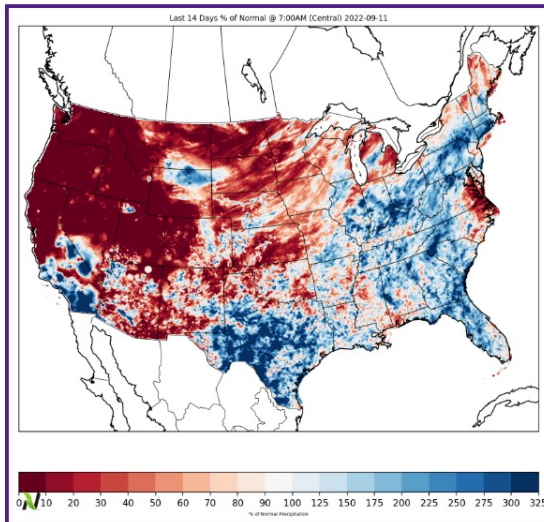 Last 14 Days % of Normal @ 7:00AM (Central) 2022-09-11
0 10 20 30 40 50 60 70 80 90 100 125 150 175 200 225 250 275 300 325
% of Normal Precipitation